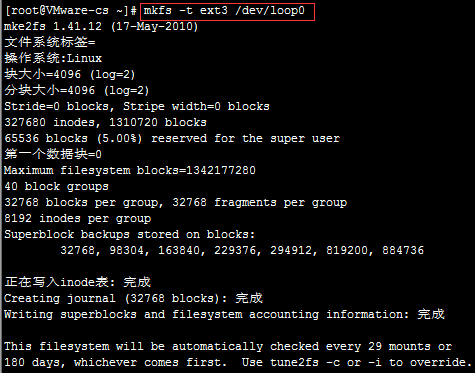 [root@VMware-cs ~]# mkfs -t ext3 /dev/loop0
mke2fs 1.41.12 (17-May-2010)
文件系统标签=
操作系统:Linux
块大小=4096 (log=2)
分块大小=4096 (log=2)
Stride=0 blocks, Stripe width=0 blocks
327680 inodes, 1310720 blocks
65536 blocks (5.00%) reserved for the super user
第一个数据块=0
Maximum filesystem blocks=1342177280
40 block groups
32768 blocks per group, 32768 fragments per group
8192 inodes per group
Superblock backups stored on blocks:
32768, 98304, 163840, 229376, 294912, 819200, 884736
正在写入inode表: 完成
Creating journal (32768 blocks): 完成
Writing superblocks and filesystem accounting information: 完成
This filesystem will be automatically checked every 29 mounts or
180 days, whichever comes first.  Use tune2fs -c or -i to override.